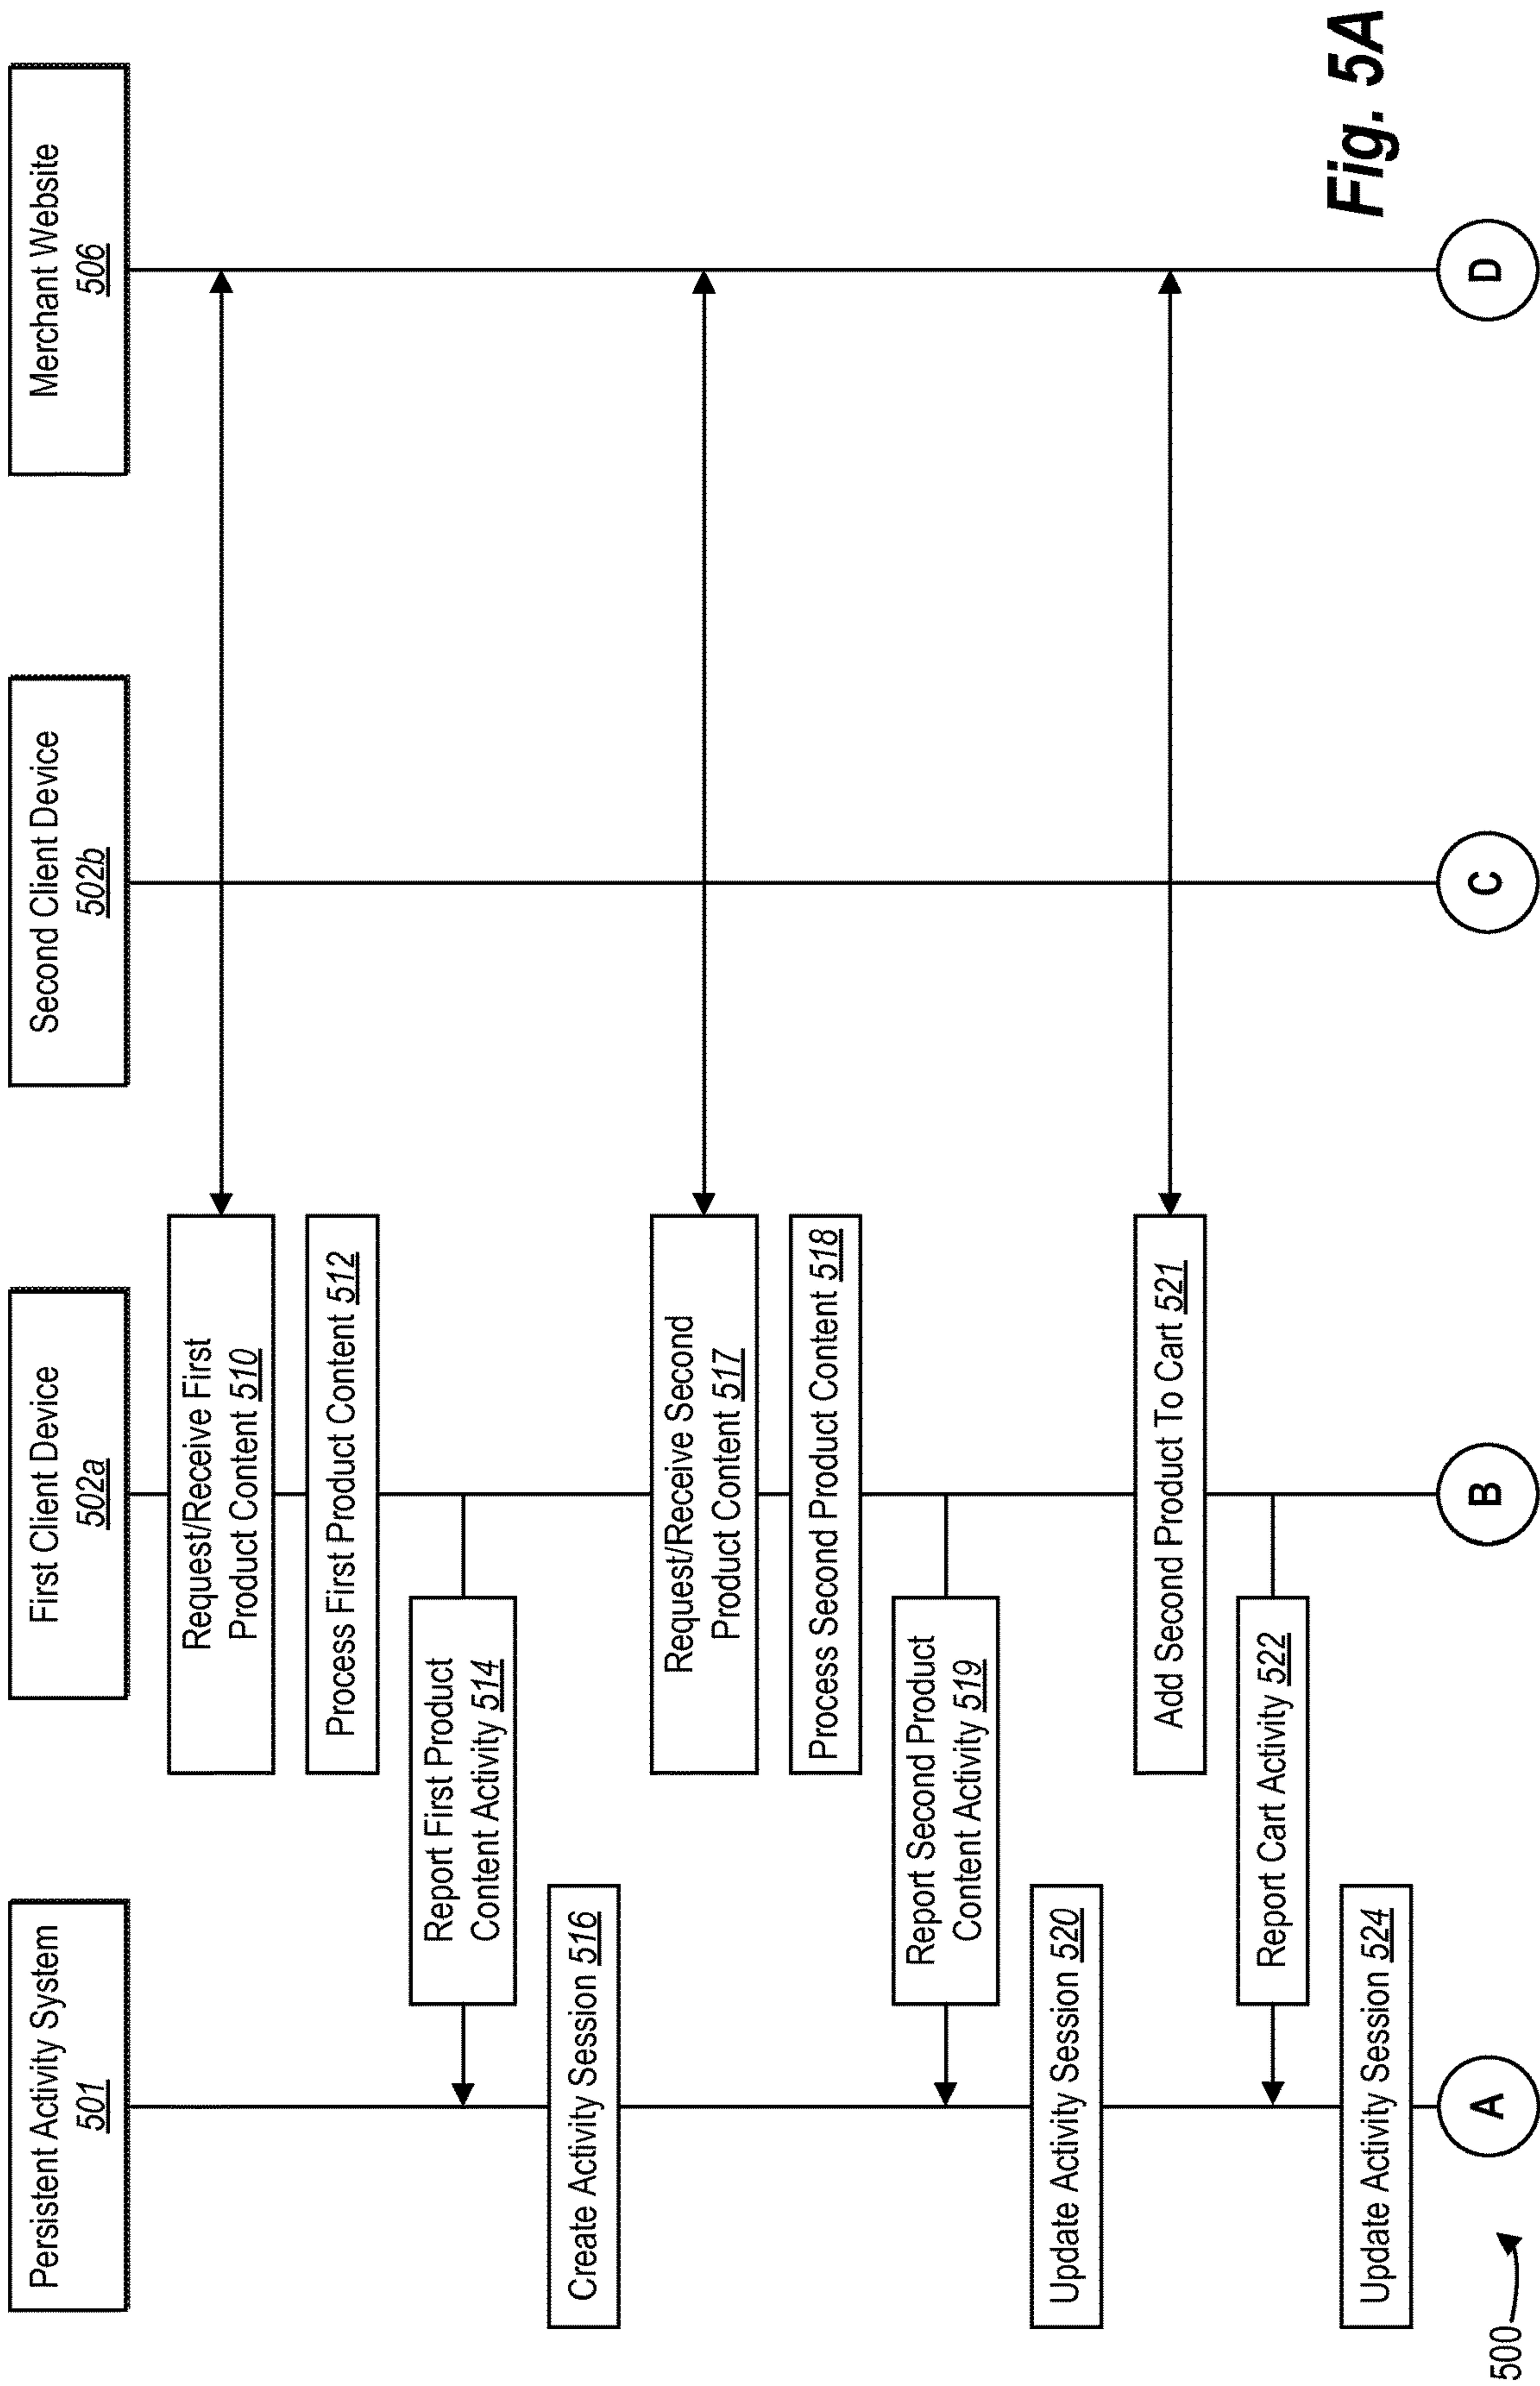 Persistent Activity System
501
First Client Device
502a
Second Client Device
502b
Merchant Website
506
Request/Receive First
Product Content 510
Process First Product Content 512
Report First Product
Content Activity 514
Create Activity Session 516
Request/Receive Second
Product Content 517
Process Second Product Content 518
Report Second Product
Content Activity 519
Update Activity Session 520
Add Second Product To Cart 521
Report Cart Activity 522
Update Activity Session 524
A
B
C
D
500
Fig. 5A